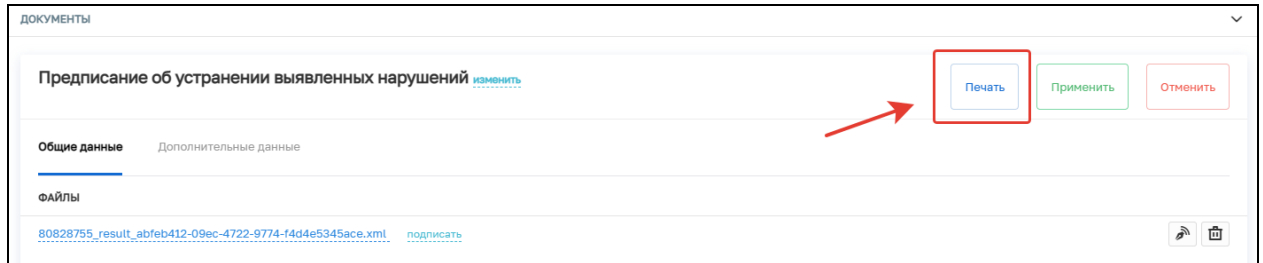 ДОКУМЕНТЫ
Предписание об устранении выявленных нарушений изменить
Печать
Применить
Отменить
Общие данные
Дополнительные данные
ФАЙЛЫ
80828755_result_abfeb412-09ec-4722-9774-f4d4e5345ace.xml подписать